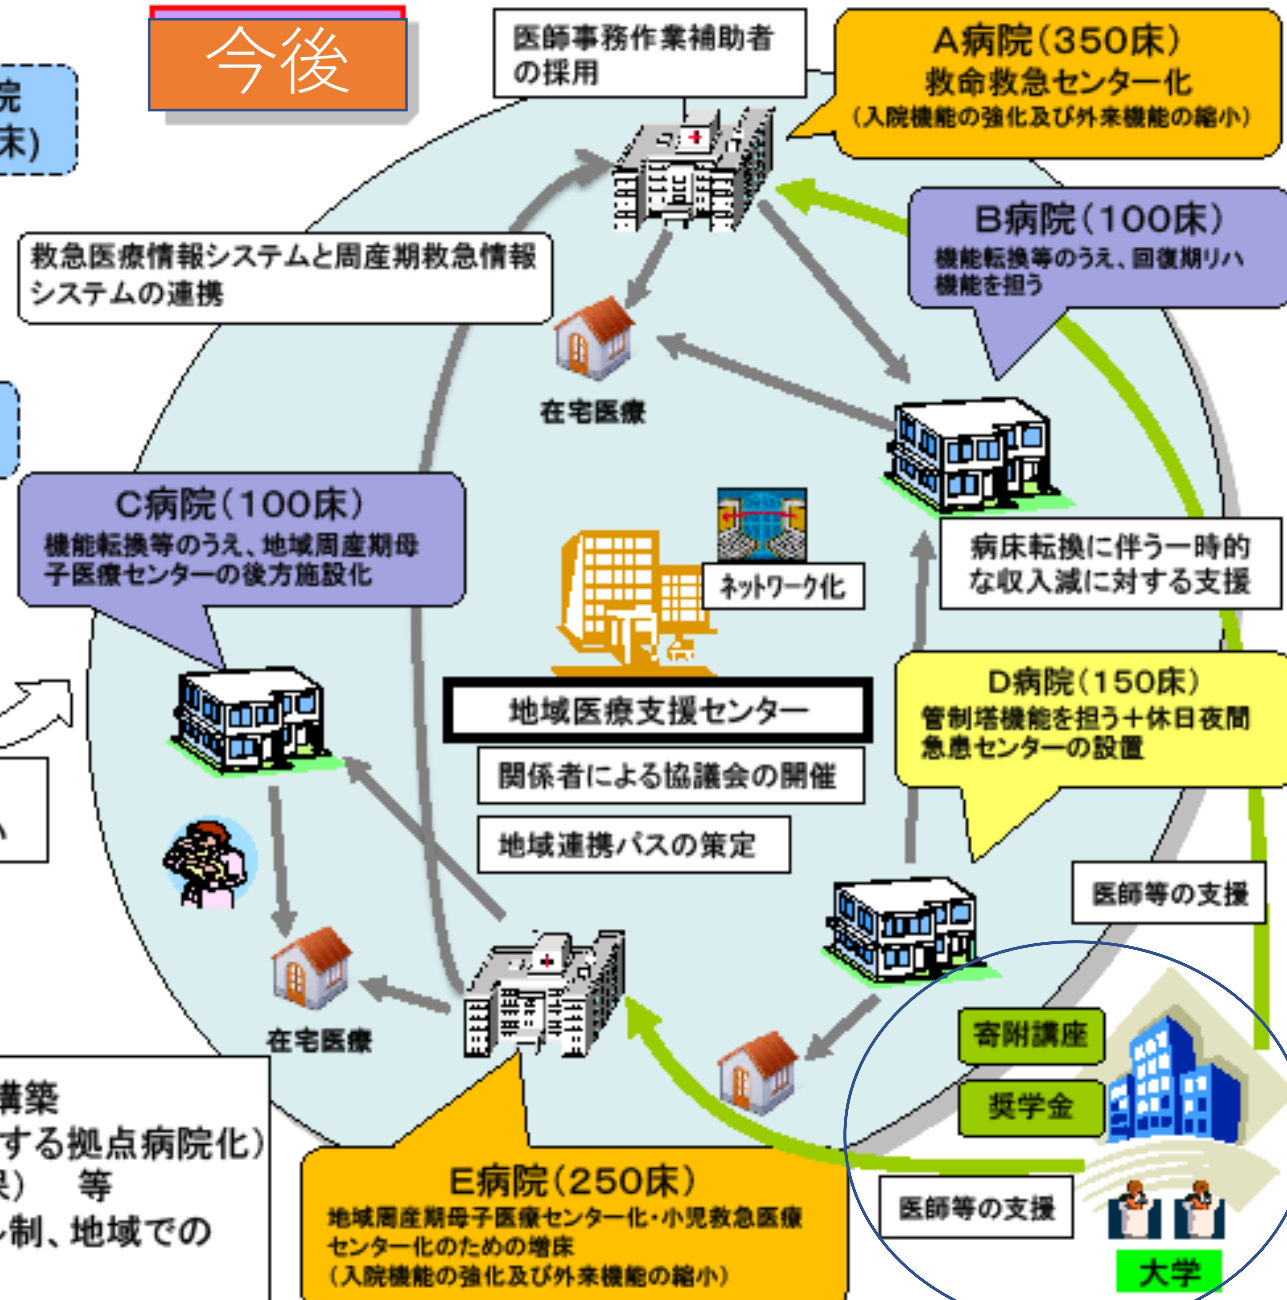 今後
医師事務作業補助者
の採用
A病院(350床)
救命救急センター化
(入院機能の強化及び外来機能の縮小)
院
床)
B病院(100床)
機能転換等のうえ、回復期リハ
機能を担う
救急医療情報システムと周産期救急情報
システムの連携
在宅医療
C病院(100床)
機能転換等のうえ、地域周産期母
子医療センターの後方施設化
ネットワーク化
病床転換に伴う一時的
な収入減に対する支援
地域医療支援センター
関係者による協議会の開催
地域連携パスの策定
D病院(150床)
管制塔機能を担う+休日夜間
急患センターの設置
医師等の支援
在宅医療
寄附講座
奨学金
構築
する拠点病院化)
等
制、地域での
E病院(250床)
地域周産期母子医療センター化・小児救急医療
センター化のための増床
(入院機能の強化及び外来機能の縮小)
医師等の支援
大学